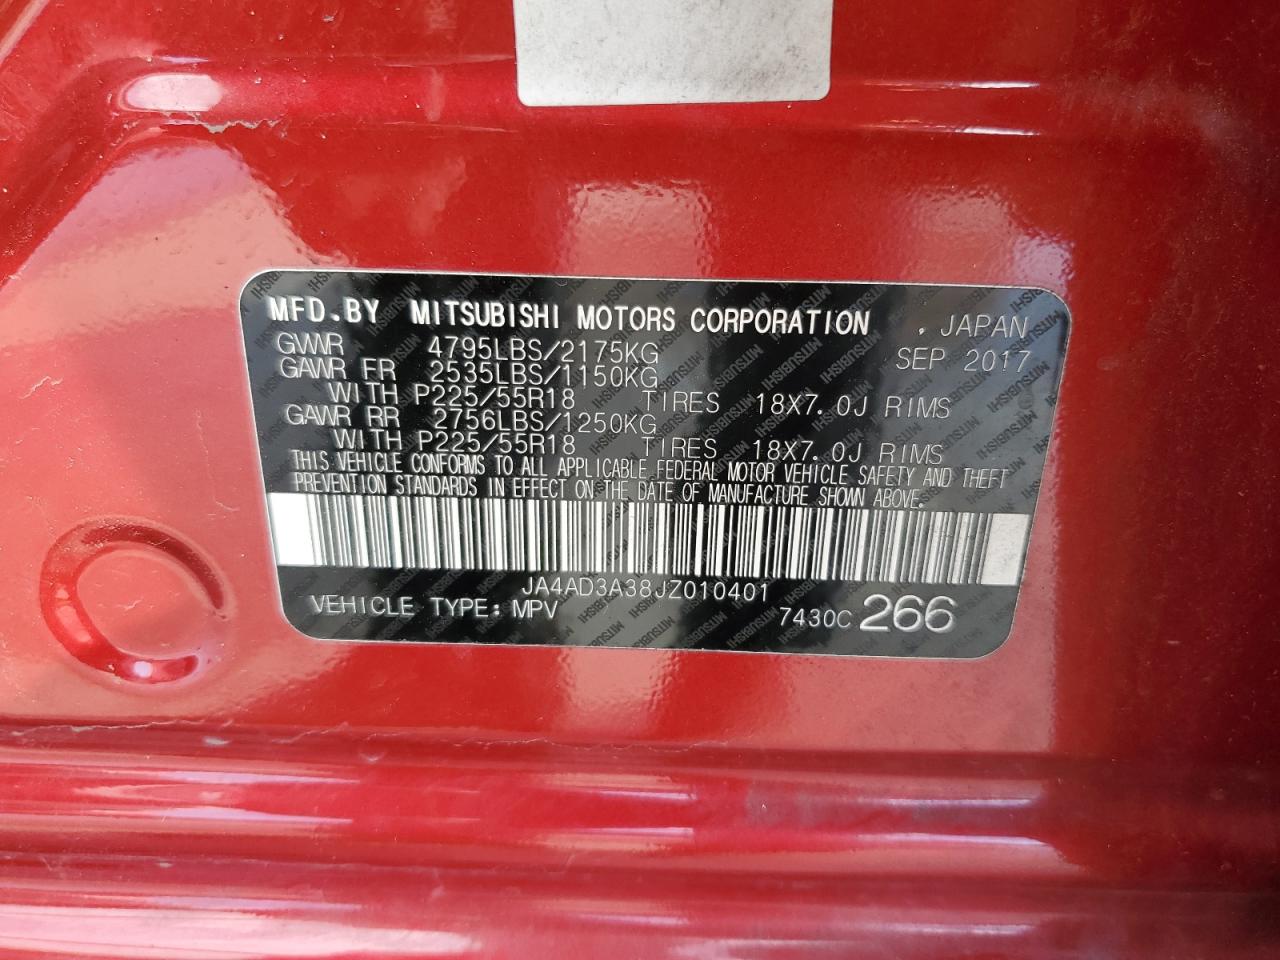 MFD.BY MITSUBISHI MOTORS CORPORATION , JAPAN
GVWR 4795LBS/2175KG SEP 2017
GAWR FR 2535LBS/1150KG
WITH P225/55R18 TIRES 18X7.0J RIMS
GAWR RR 2756LBS/1250KG
WITH P225/55R18 TIRES 18X7.0J RIMS
THIS VEHICLE CONFORMS TO ALL APPLICABLE FEDERAL MOTOR VEHICLE SAFETY AND THEFT
PREVENTION STANDARDS IN EFFECT ON THE DATE OF MANUFACTURE SHOWN ABOVE.
JA4AD3A38JZ010401
VEHICLE TYPE:MPV 7430C 266